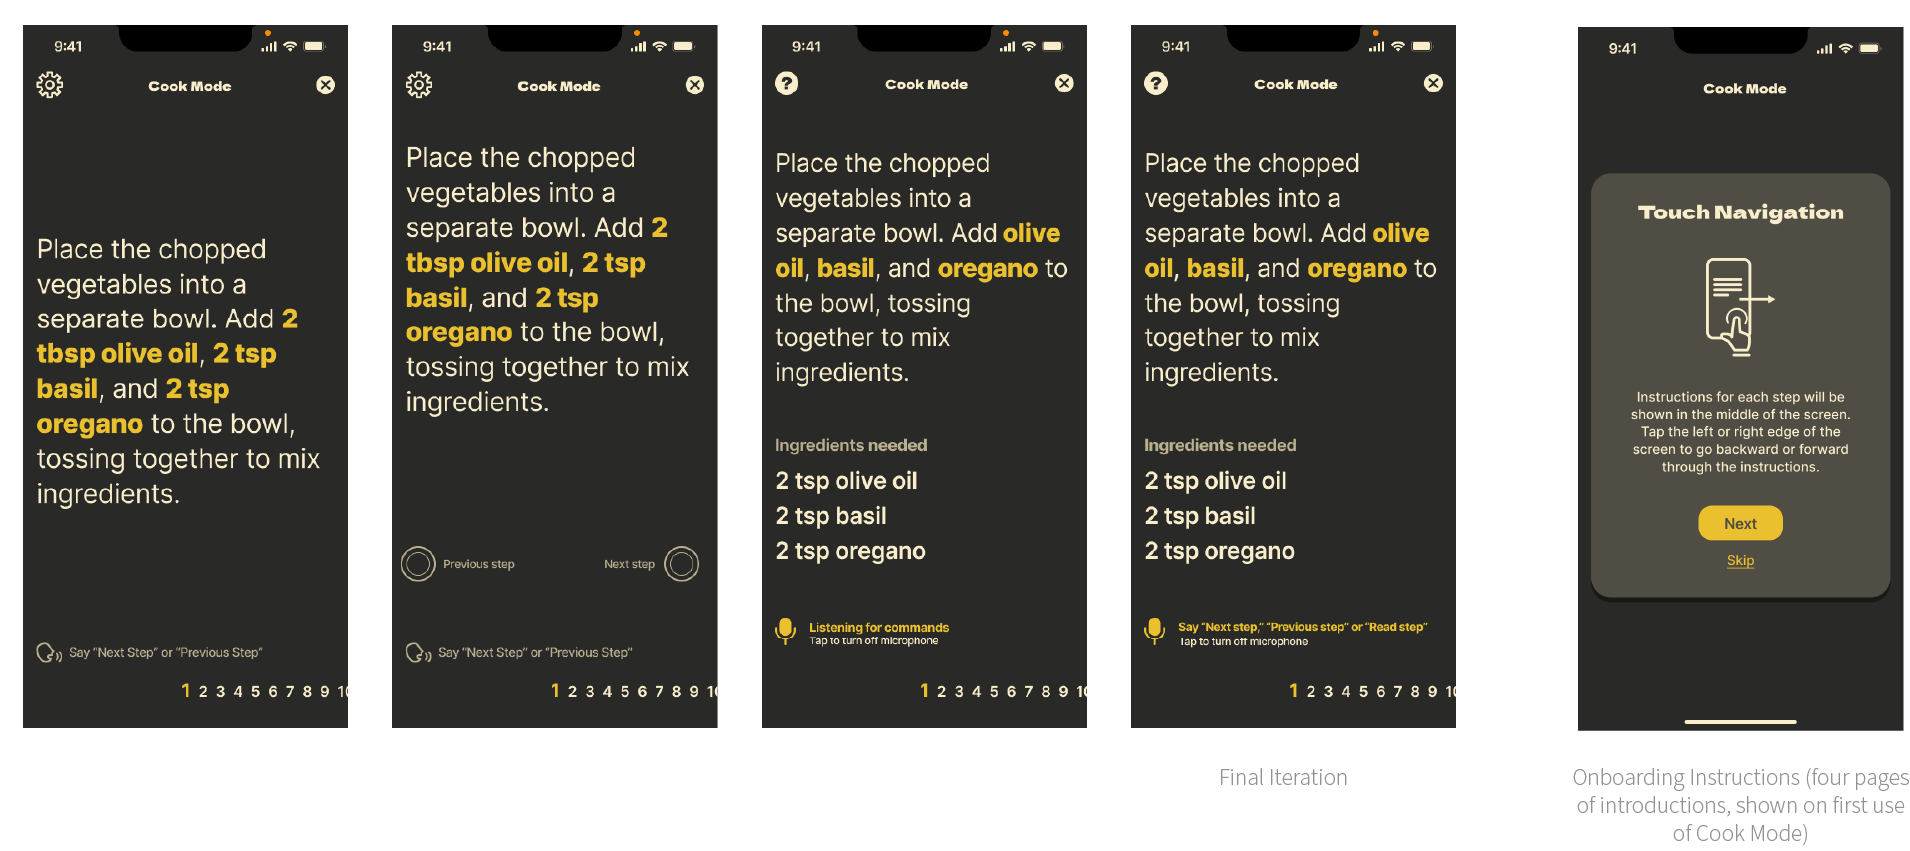 9:41
Cook Mode
Place the chopped
vegetables into a
separate bowl. Add 2
tbsp olive oil, 2 tsp
basil, and 2 tsp
oregano to the bowl,
tossing together to mix
ingredients.
Say “Next Step” or “Previous Step”
1 2 3 4 5 6 7 8 9 10
9:41
Cook Mode
Place the chopped
vegetables into a
separate bowl. Add 2
tbsp olive oil, 2 tsp
basil, and 2 tsp
oregano to the bowl,
tossing together to mix
ingredients.
Previous step
Next step
Say “Next Step” or “Previous Step”
1 2 3 4 5 6 7 8 9 10
9:41
?
Cook Mode
Place the chopped
vegetables into a
separate bowl. Add olive
oil, basil, and oregano to
the bowl, tossing
together to mix
ingredients.
Ingredients needed
2 tsp olive oil
2 tsp basil
2 tsp oregano
Listening for commands
Tap to turn off microphone
1 2 3 4 5 6 7 8 9 10
9:41
?
Cook Mode
Place the chopped
vegetables into a
separate bowl. Add olive
oil, basil, and oregano to
the bowl, tossing
together to mix
ingredients.
Ingredients needed
2 tsp olive oil
2 tsp basil
2 tsp oregano
Say “Next step,” “Previous step” or “Read step”
Tap to turn off microphone
1 2 3 4 5 6 7 8 9 10
Final Iteration
9:41
Cook Mode
Touch Navigation
Instructions for each step will be
shown in the middle of the screen.
Tap the left or right edge of the
screen to go backward or forward
through the instructions.
Next
Skip
Onboarding Instructions (four pages
of introductions, shown on first use
of Cook Mode)